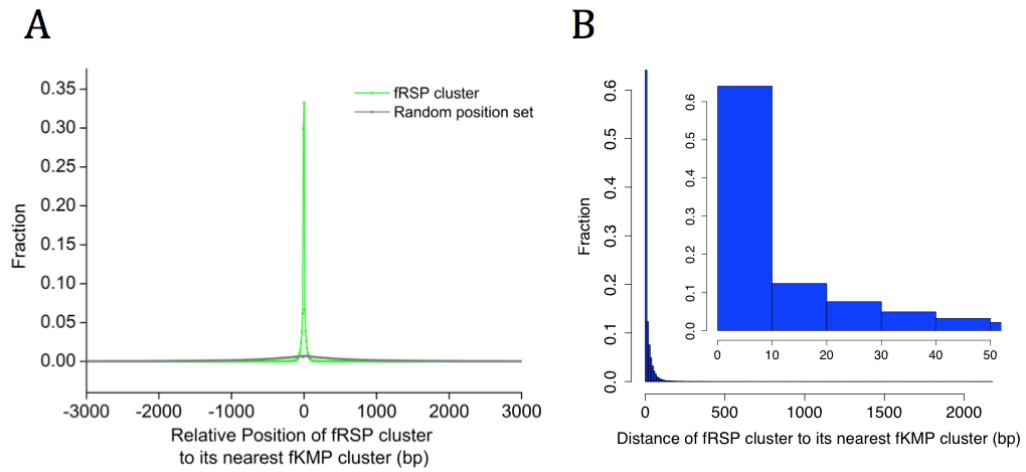 A
B
0.35
0.30
0.25
0.20
0.15
0.10
0.05
0.00
Fraction
fRSP cluster
Random position set
-3000 -2000 -1000 0 1000 2000 3000
Relative Position of fRSP cluster
to its nearest fKMP cluster (bp)
0.6
0.5
0.4
0.3
0.2
0.1
0.0
Fraction
0.6
0.5
0.4
0.3
0.2
0.1
0.0
0 10 20 30 40 50
0 500 1000 1500 2000
Distance of fRSP cluster to its nearest fKMP cluster (bp)